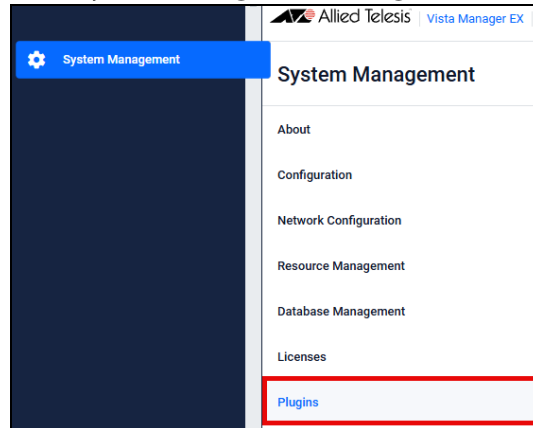 Allied Telesis Vista Manager EX
System Management
System Management
About
Configuration
Network Configuration
Resource Management
Database Management
Licenses
Plugins